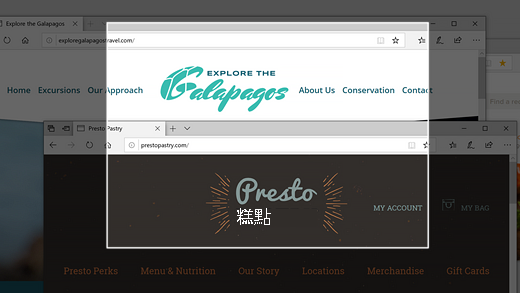 Explore the Galapagos
exploregalapagostravel.com/
EXPLORE THE
Galapagos
Home Excursions Our Approach About Us Conservation Contact
Find a res
Presto Pastry
prestopastry.com/
Presto
糕點
MY ACCOUNT MY BAG
Presto Perks Menu & Nutrition Our Story Locations Merchandise Gift Cards